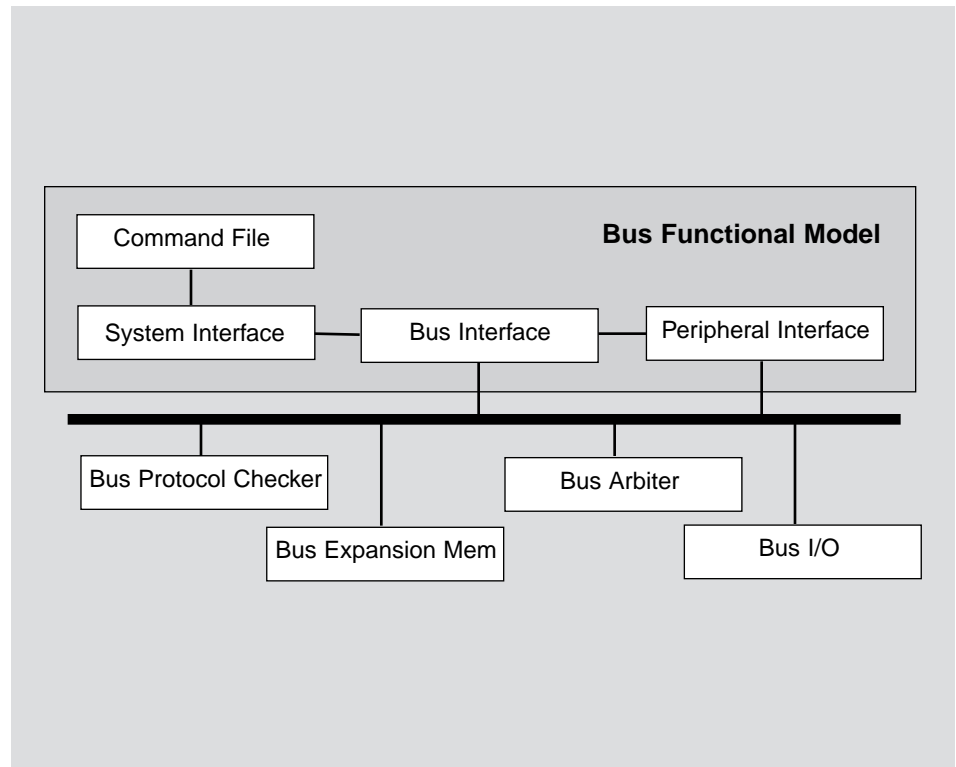 Command File
Bus Functional Model
System Interface
Bus Interface
Peripheral Interface
Bus Protocol Checker
Bus Arbiter
Bus Expansion Mem
Bus I/O